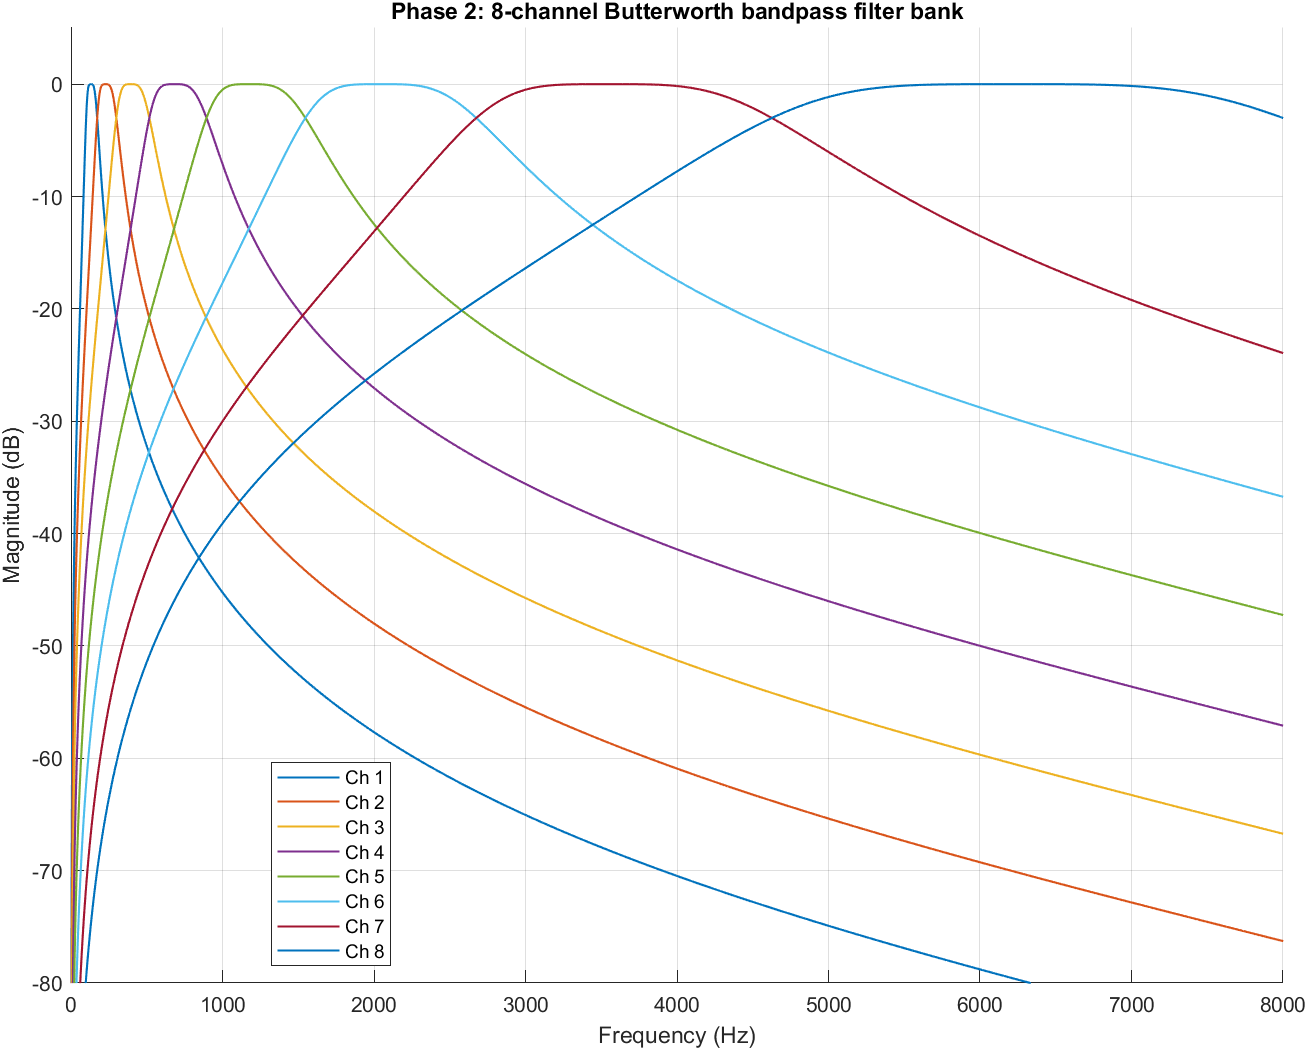 Phase 2: 8-channel Butterworth bandpass filter bank
0
-10
-20
-30
-40
-50
-60
-70
-80
Magnitude (dB)
Ch 1
Ch 2
Ch 3
Ch 4
Ch 5
Ch 6
Ch 7
Ch 8
0 1000 2000 3000 4000 5000 6000 7000 8000
Frequency (Hz)